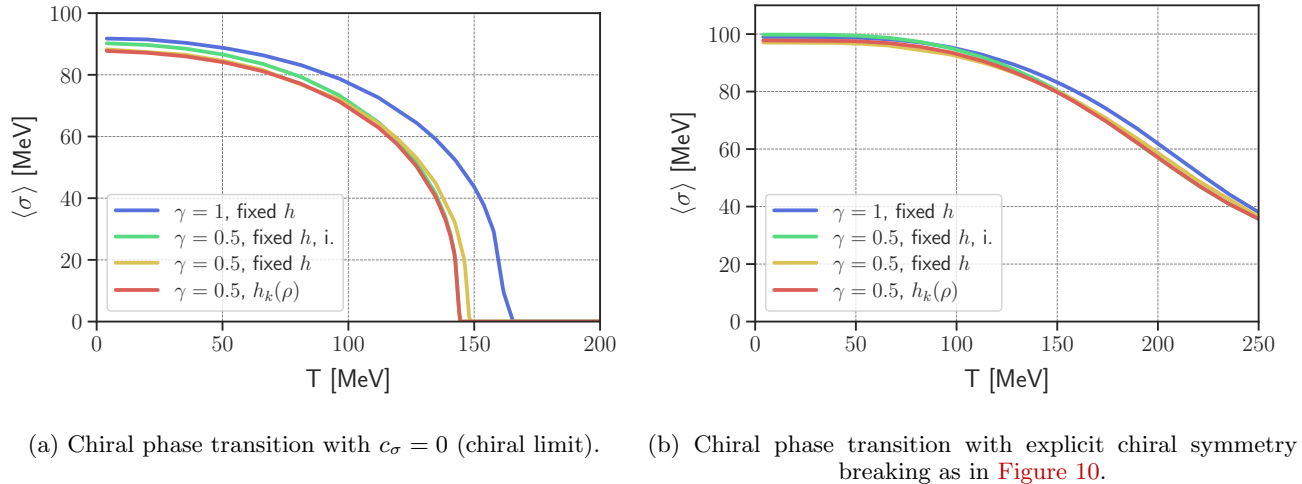 100
80
60
40
20
0
⟨σ⟩ [MeV]
γ = 1, fixed h
γ = 0.5, fixed h, i.
γ = 0.5, fixed h
γ = 0.5, h_k(ρ)
0 50 100 150 200
T [MeV]
(a) Chiral phase transition with c_σ = 0 (chiral limit).
100
80
60
40
20
0
⟨σ⟩ [MeV]
γ = 1, fixed h
γ = 0.5, fixed h, i.
γ = 0.5, fixed h
γ = 0.5, h_k(ρ)
0 50 100 150 200 250
T [MeV]
(b) Chiral phase transition with explicit chiral symmetry
breaking as in Figure 10.